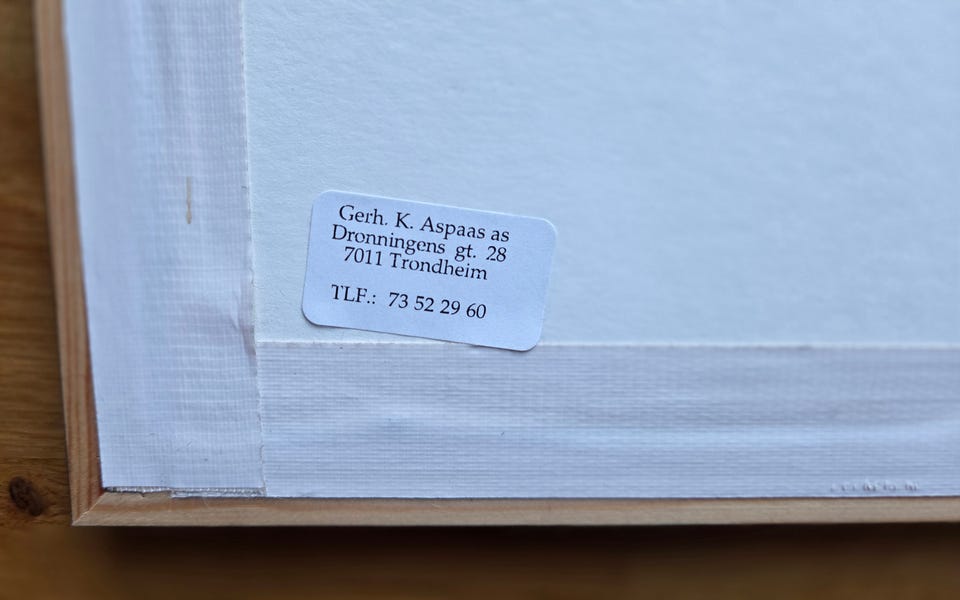 Gerh. K. Aspaas as
Dronningens gt. 28
7011 Trondheim
TLF.: 73 52 29 60